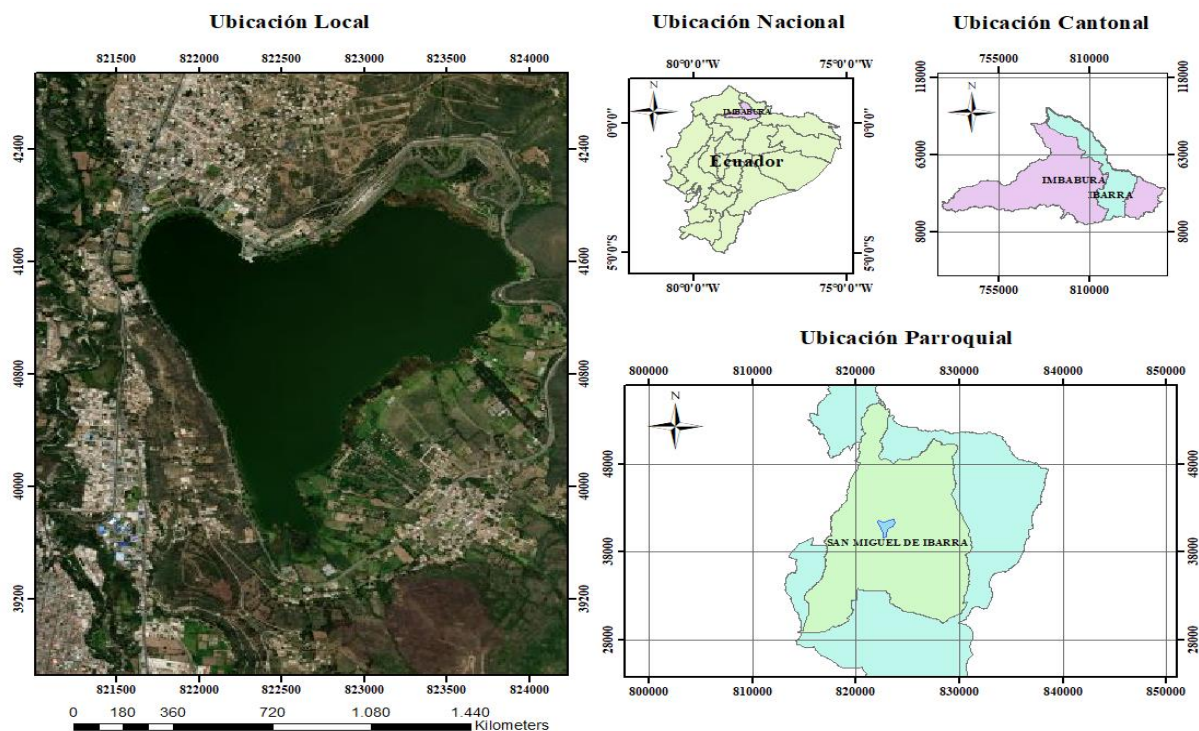 Ubicación Local
821500 822000 822500 823000 823500 824000
42400 42400
41600 41600
40800 40800
40000 40000
39200 39200
821500 822000 822500 823000 823500 824000
0 180 360 720 1.080 1.440
Kilometers
Ubicación Nacional
80°0'0"W 75°0'0"W
N
IMBABURA
0°0'0" 0°0'0"
Ecuador
5°0'0"S 5°0'0"S
80°0'0"W 75°0'0"W
Ubicación Cantonal
755000 810000
118000 118000
N
63000 63000
IMBABURA
IBARRA
8000 8000
755000 810000
Ubicación Parroquial
800000 810000 820000 830000 840000 850000
N
48000 48000
SAN MIGUEL DE IBARRA
38000 38000
28000 28000
800000 810000 820000 830000 840000 850000